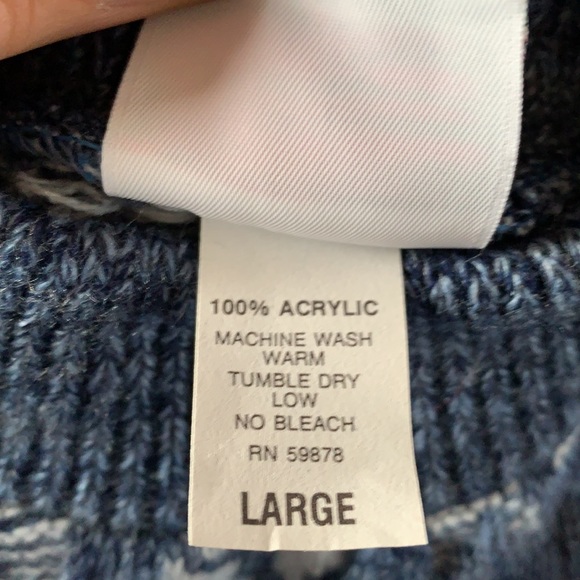 100% ACRYLIC
MACHINE WASH
WARM
TUMBLE DRY
LOW
NO BLEACH
RN 59878
LARGE